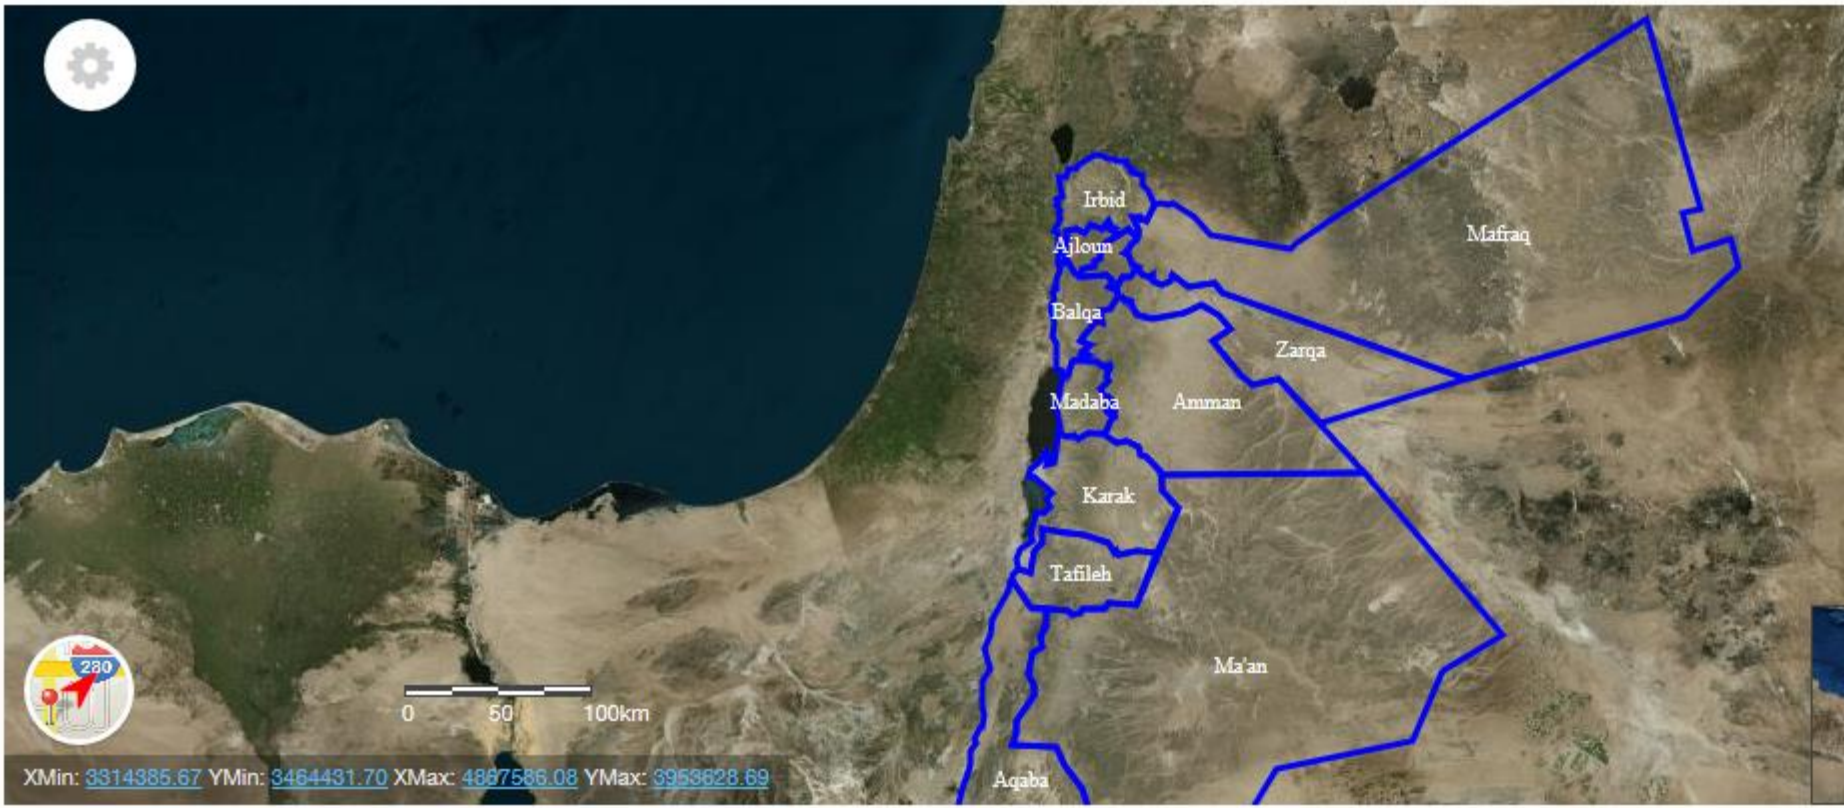 Irbid
Mafraq
Ajloun
Balqa
Zarqa
Madaba
Amman
Karak
Tafileh
Ma'an
280
0 50 100km
XMin: 3314385.67 YMin: 3464431.70 XMax: 4867586.08 YMax: 3953628.69
Aqaba